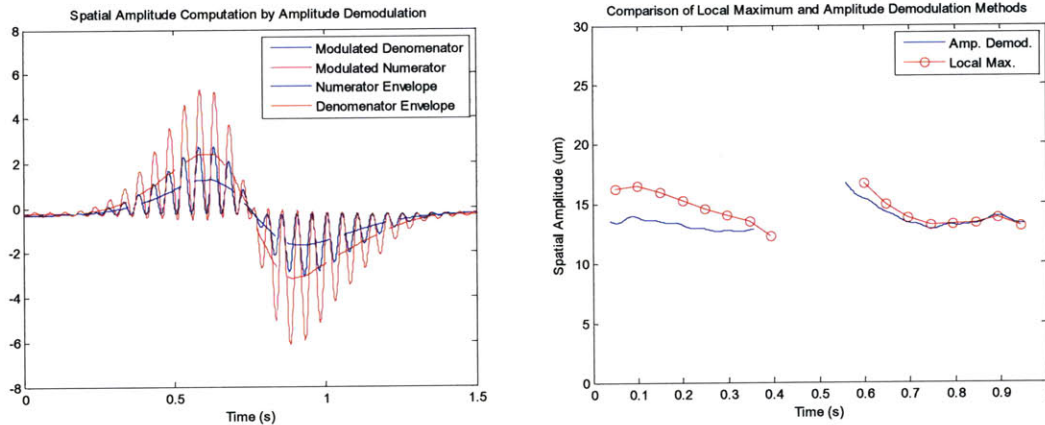 Spatial Amplitude Computation by Amplitude Demodulation
8
6
4
2
0
-2
-4
-6
-8
Modulated Denomenator
Modulated Numerator
Numerator Envelope
Denomenator Envelope
0
0.5
1
1.5
Time (s)
Comparison of Local Maximum and Amplitude Demodulation Methods
Spatial Amplitude (um)
30
25
20
15
10
5
0
Amp. Demod.
Local Max.
0 0.1 0.2 0.3 0.4 0.5 0.6 0.7 0.8 0.9
Time (s)